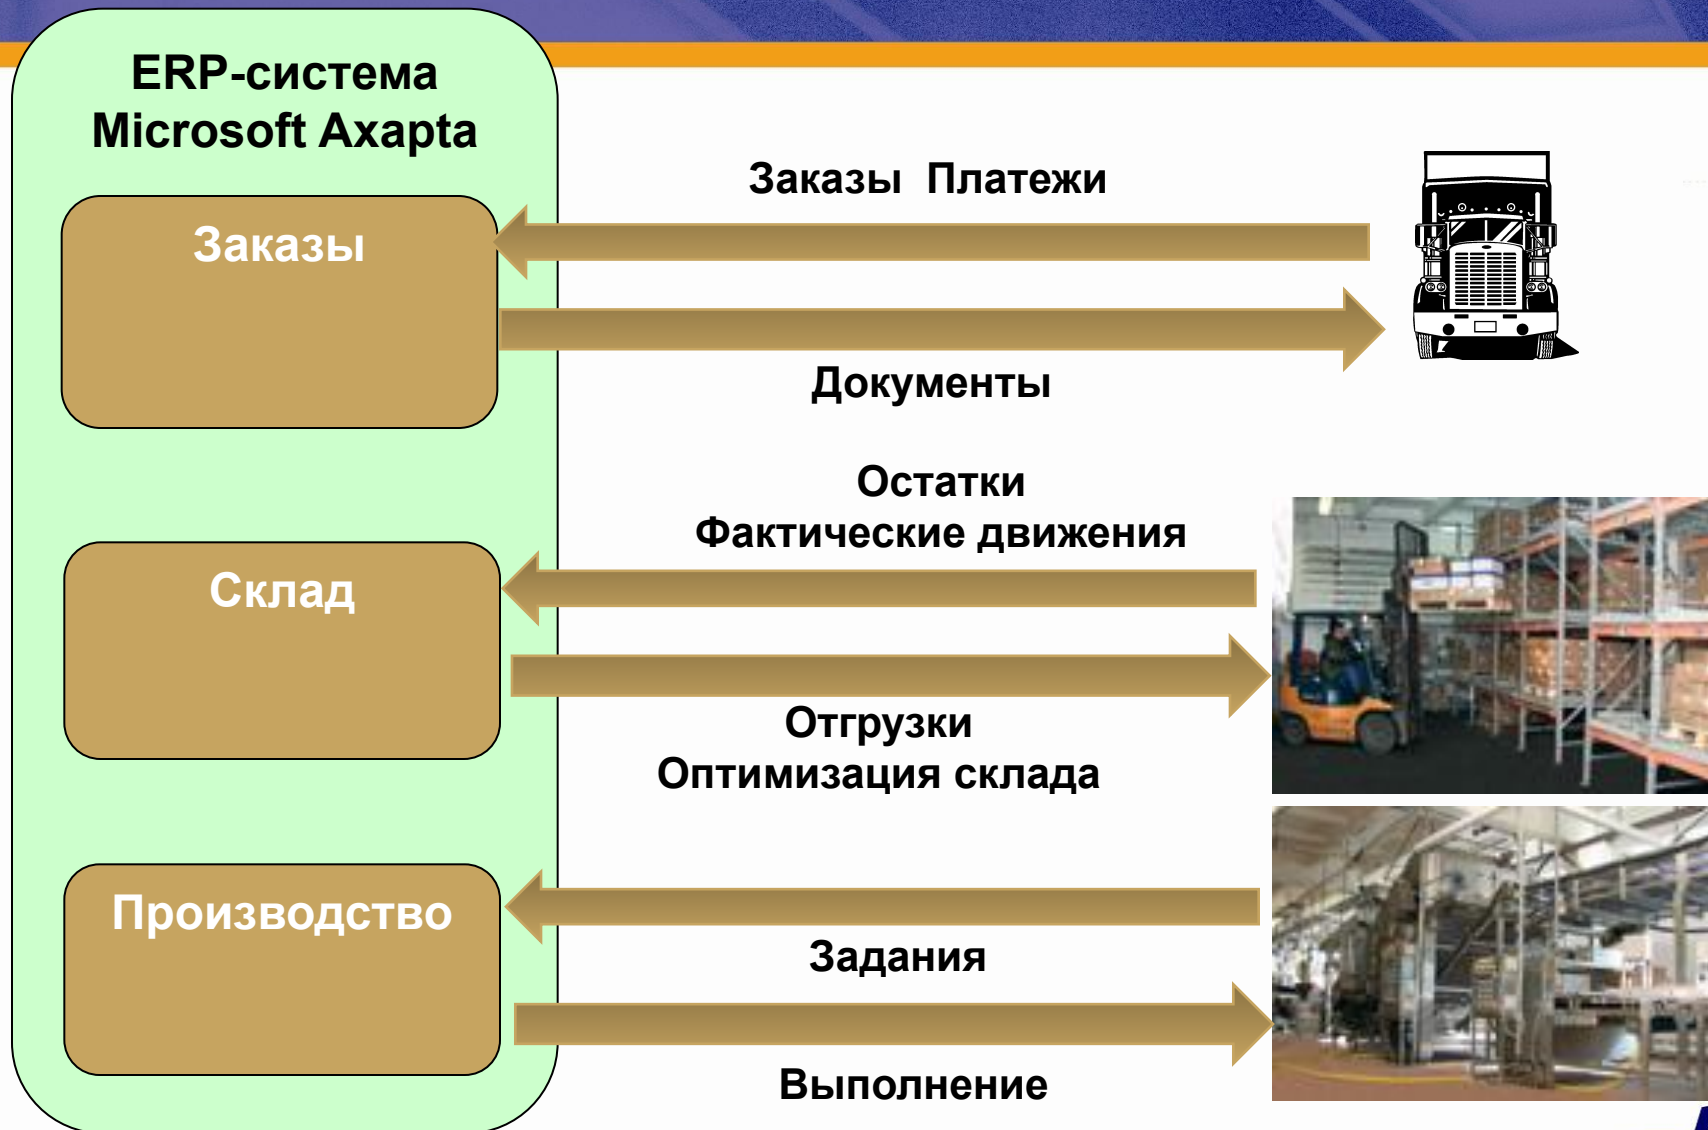 ERP-система
Microsoft Axapta
Заказы Платежи
Заказы
Документы
Остатки
Фактические движения
Склад
Отгрузки
Оптимизация склада
Производство
Задания
Выполнение